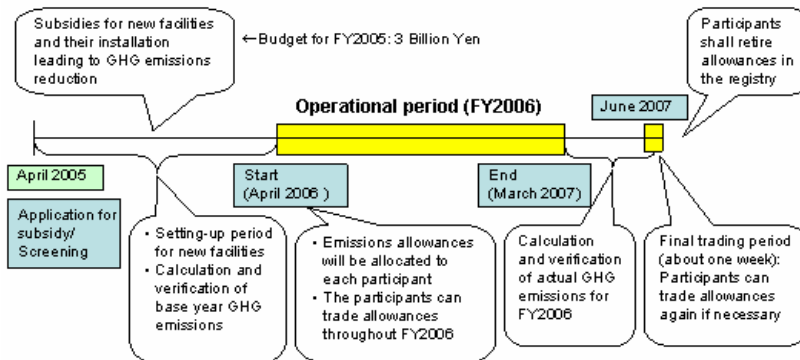 Subsidies for new facilities
and their installation
leading to GHG emissions
reduction
←Budget for FY2005: 3 Billion Yen
Participants
shall retire
allowances in
the registry
Operational period (FY2006)
June 2007
April 2005
Start
(April 2006 )
End
(March 2007)
Application for
subsidy/
Screening
• Setting-up period
for new facilities
• Calculation and
verification of
base year GHG
emissions
• Emissions allowances
will be allocated to
each participant
• The participants can
trade allowances
throughout FY2006
Calculation
and verification
of actual GHG
emissions for
FY2006
Final trading period
(about one week):
Participants can
trade allowances
again if necessary